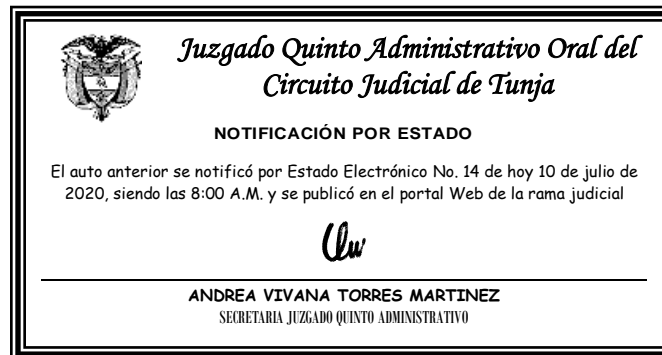 Juzgado Quinto Administrativo Oral del
Circuito Judicial de Tunja
NOTIFICACIÓN POR ESTADO
El auto anterior se notificó por Estado Electrónico No. 14 de hoy 10 de julio de
2020, siendo las 8:00 A.M. y se publicó en el portal Web de la rama judicial
ANDREA VIVANA TORRES MARTINEZ
SECRETARIA JUZGADO QUINTO ADMINISTRATIVO